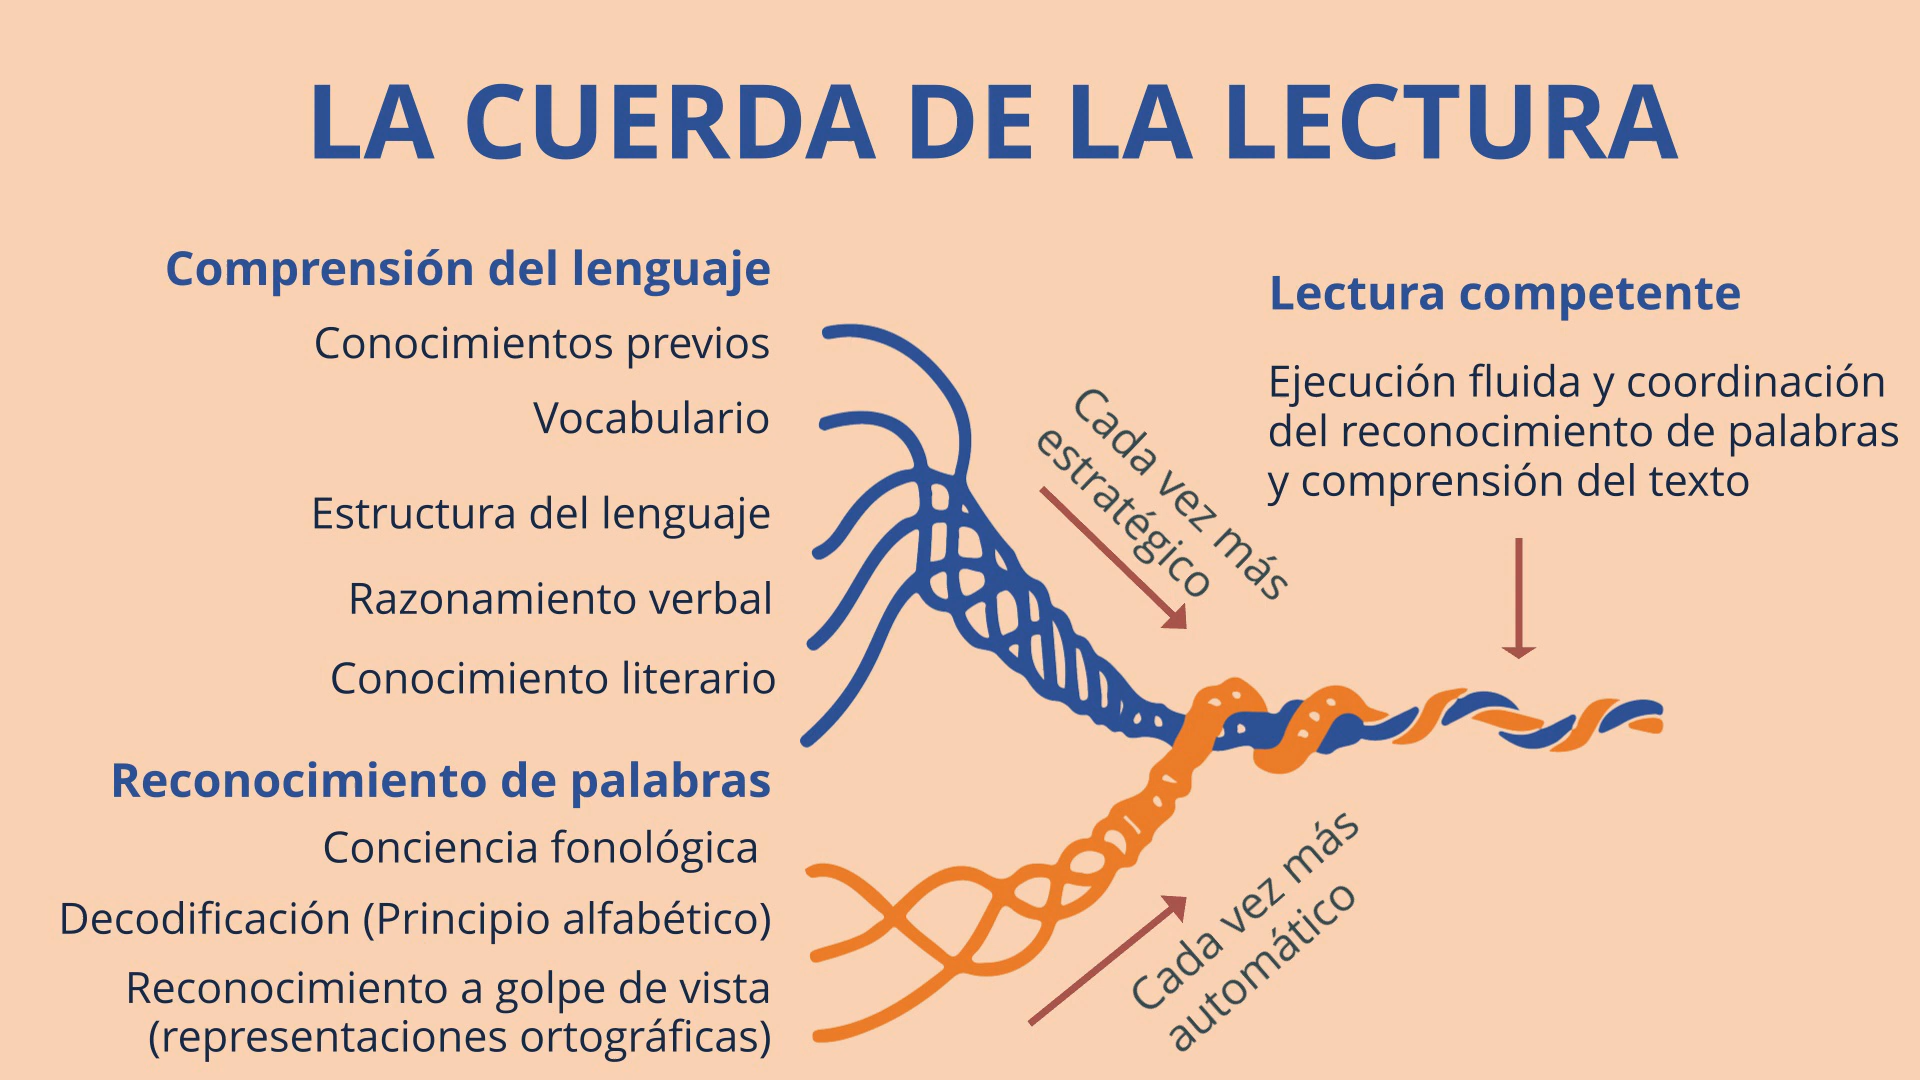 LA CUERDA DE LA LECTURA
Comprensión del lenguaje
Conocimientos previos
Vocabulario
Estructura del lenguaje
Razonamiento verbal
Conocimiento literario
Reconocimiento de palabras
Conciencia fonológica
Decodificación (Principio alfabético)
Reconocimiento a golpe de vista
(representaciones ortográficas)
Cada vez más
estratégico
Cada vez más
automático
Lectura competente
Ejecución fluida y coordinación
del reconocimiento de palabras
y comprensión del texto